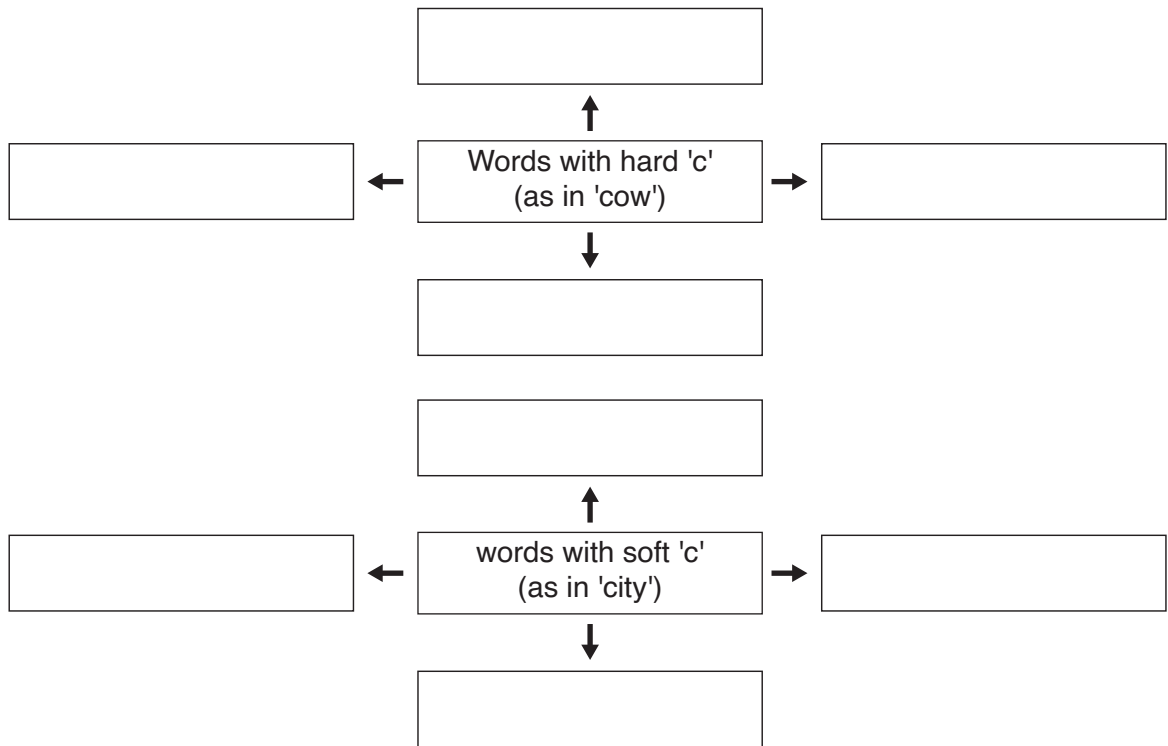 Words with hard 'c'
(as in 'cow')
words with soft 'c'
(as in 'city')